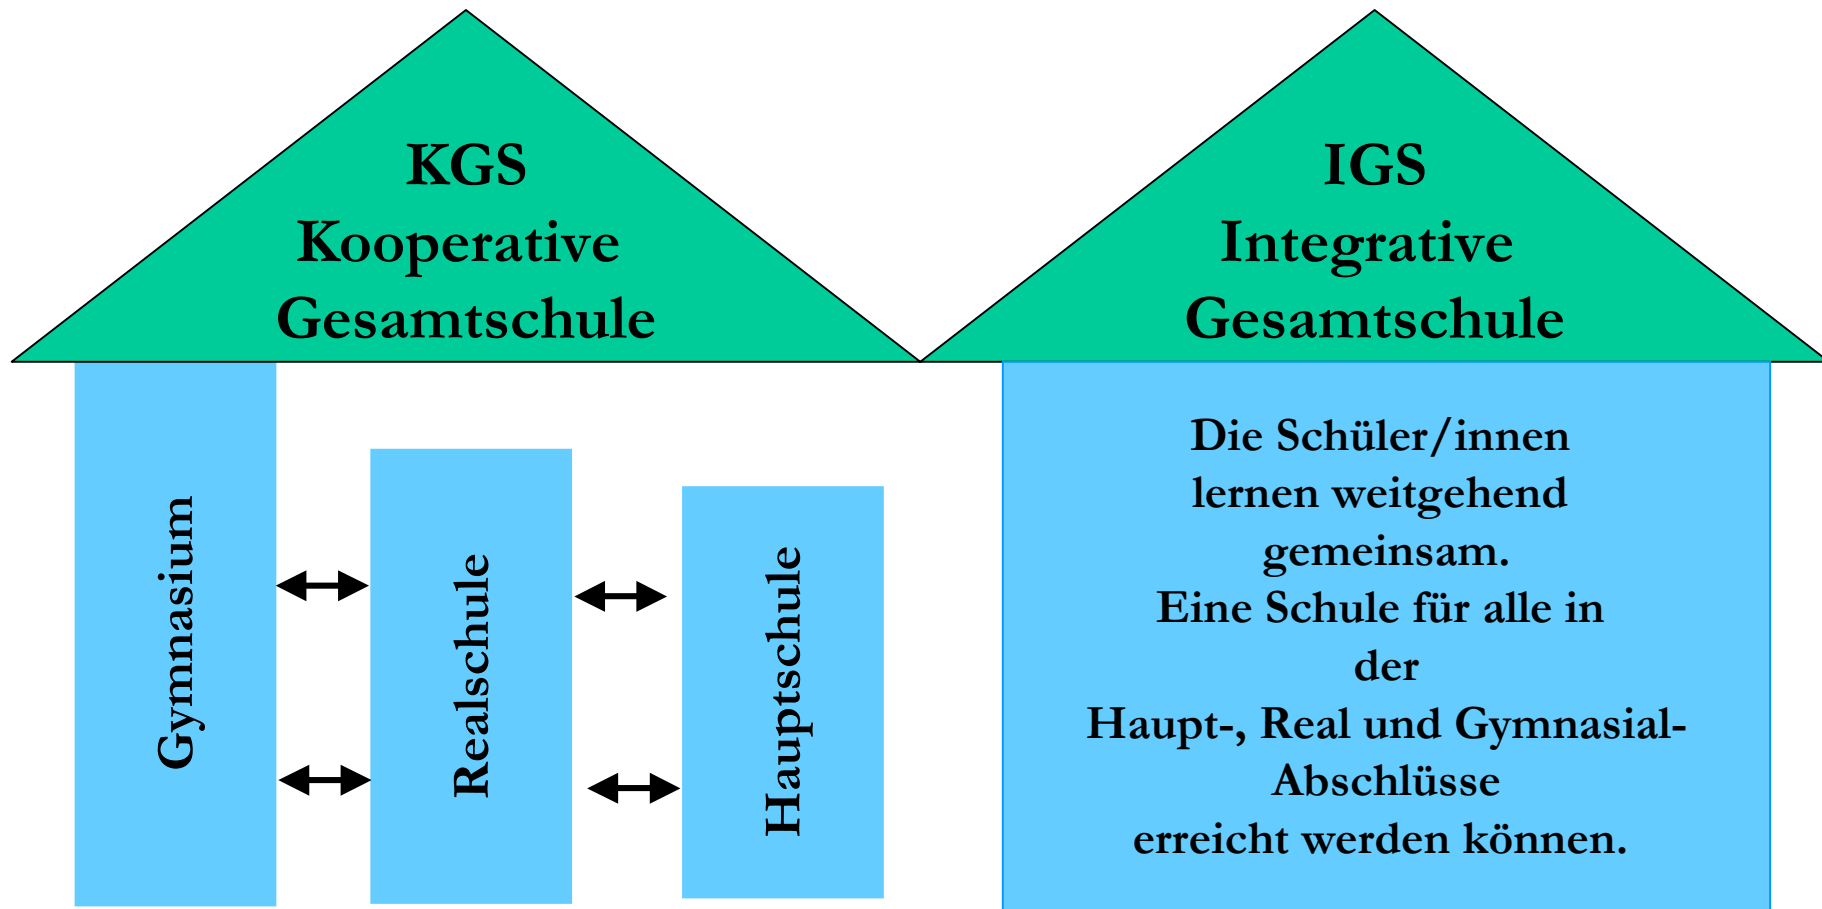 KGS
Kooperative
Gesamtschule
Gymnasium
Realschule
Hauptschule
IGS
Integrative
Gesamtschule
Die Schüler/innen
lernen weitgehend
gemeinsam.
Eine Schule für alle in
der
Haupt-, Real und Gymnasial-
Abschlüsse
erreicht werden können.